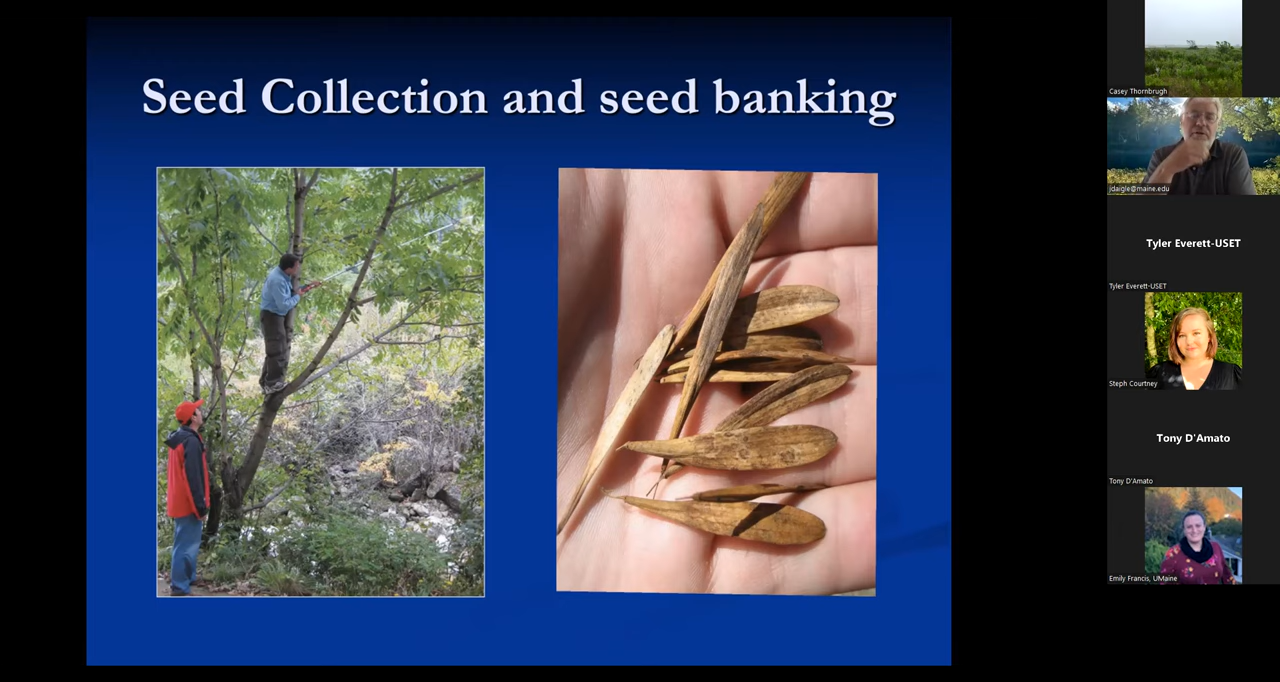 Seed Collection and seed banking
Casey Thornbrugh
jdaigle@maine.edu
Tyler Everett-USET
Tyler Everett-USET
Steph Courtney
Tony D'Amato
Tony D'Amato
Emily Francis, UMaine